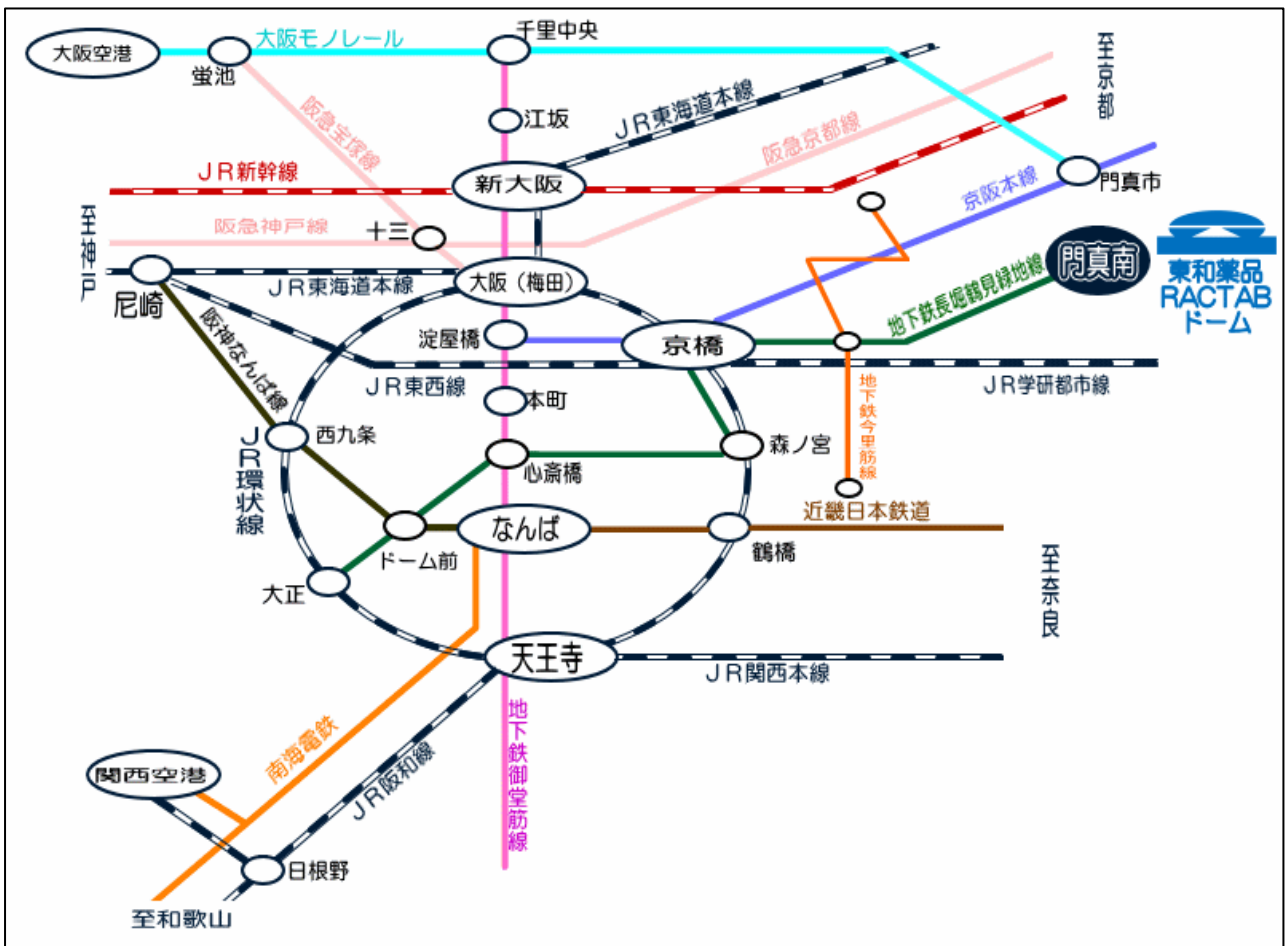 大阪空港
大阪モノレール
千里中央
蛍池
至京都
江坂
JR東海道本線
阪急宝塚線
阪急京都線
JR新幹線
新大阪
京阪本線
門真市
至神戸
阪急神戸線
十三
門真南
東和薬品
RACTAB
ドーム
尼崎
JR東海道本線
大阪(梅田)
地下鉄長堀鶴見緑地線
淀屋橋
京橋
阪神なんば線
JR東西線
JR学研都市線
本町
地下鉄今里筋線
西九条
JR環状線
森ノ宮
心斎橋
近畿日本鉄道
なんば
ドーム前
鶴橋
大正
至奈良
天王寺
JR関西本線
地下鉄御堂筋線
南海電鉄
JR阪和線
関西空港
日根野
至和歌山